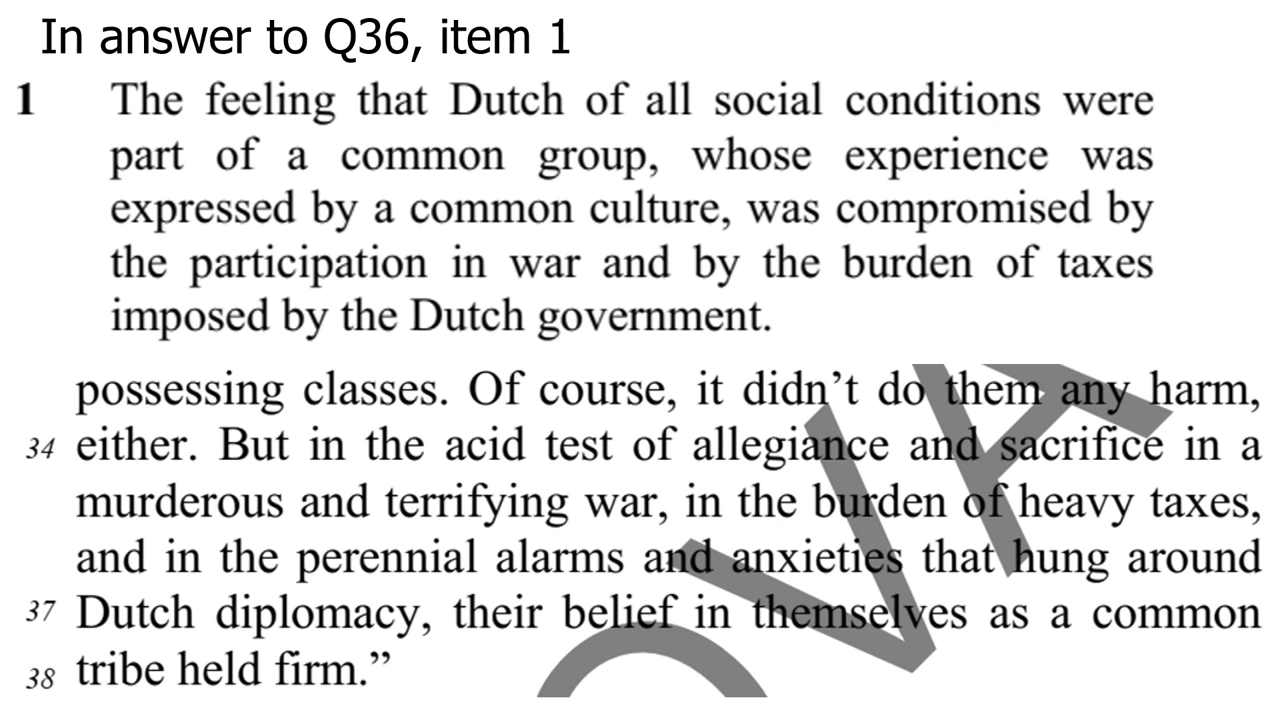 In answer to Q36, item 1
1 The feeling that Dutch of all social conditions were
part of a common group, whose experience was
expressed by a common culture, was compromised by
the participation in war and by the burden of taxes
imposed by the Dutch government.
possessing classes. Of course, it didn’t do them any harm,
34 either. But in the acid test of allegiance and sacrifice in a
murderous and terrifying war, in the burden of heavy taxes,
and in the perennial alarms and anxieties that hung around
37 Dutch diplomacy, their belief in themselves as a common
38 tribe held firm.”